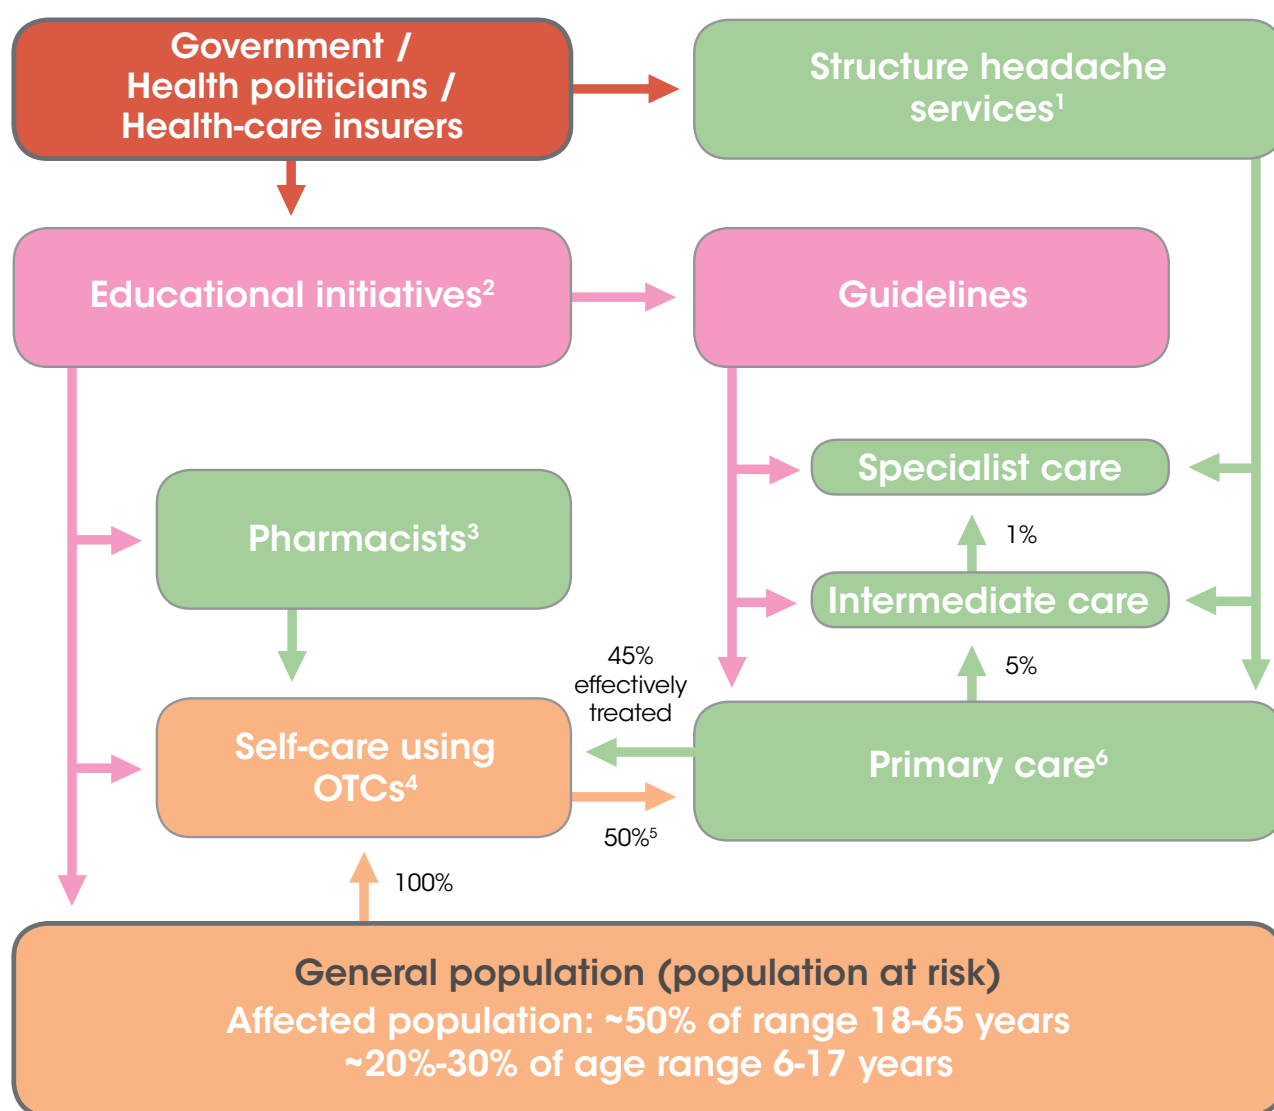 Government /
Health politicians /
Health-care insurers
Structure headache
services¹
Educational initiatives²
Guidelines
Specialist care
Pharmacists³
1%
Intermediate care
45%
effectively
treated
5%
Self-care using
OTCs⁴
Primary care⁶
50%⁵
100%
General population (population at risk)
Affected population: ~50% of range 18-65 years
~20%-30% of age range 6-17 years